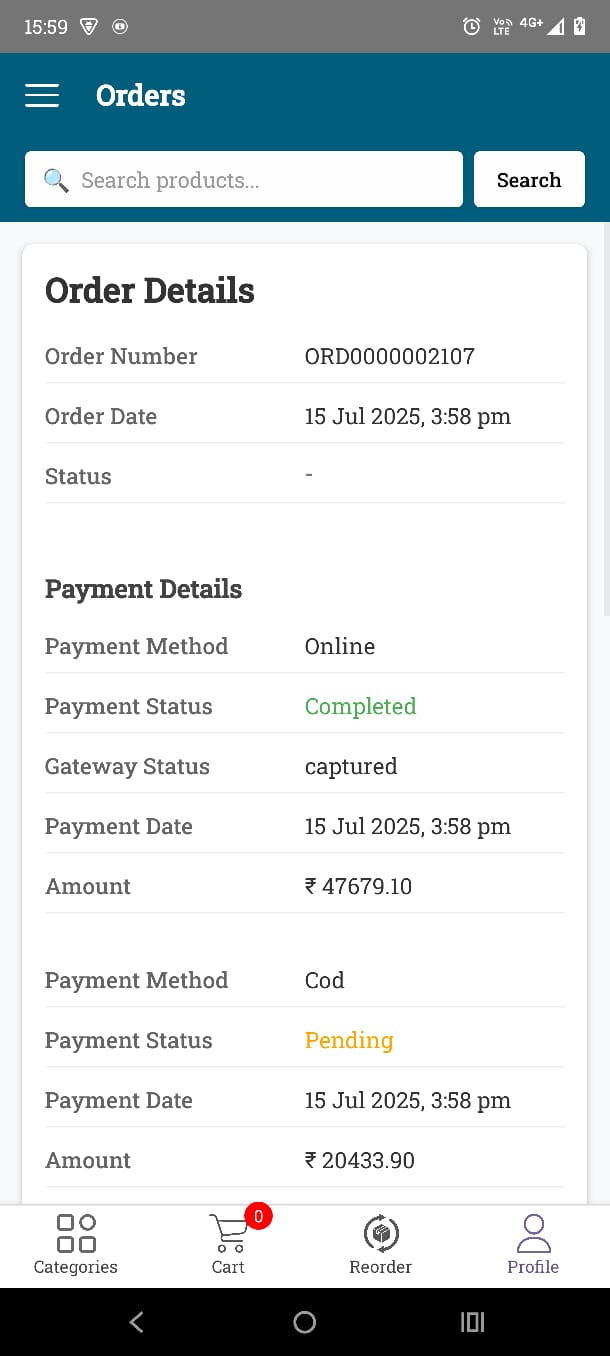 15:59 Vo LTE 4G+
Orders
Search products...
Search
Order Details
Order Number ORD0000002107
Order Date 15 Jul 2025, 3:58 pm
Status -
Payment Details
Payment Method Online
Payment Status Completed
Gateway Status captured
Payment Date 15 Jul 2025, 3:58 pm
Amount ₹ 47679.10
Payment Method Cod
Payment Status Pending
Payment Date 15 Jul 2025, 3:58 pm
Amount ₹ 20433.90
0
Categories Cart Reorder Profile